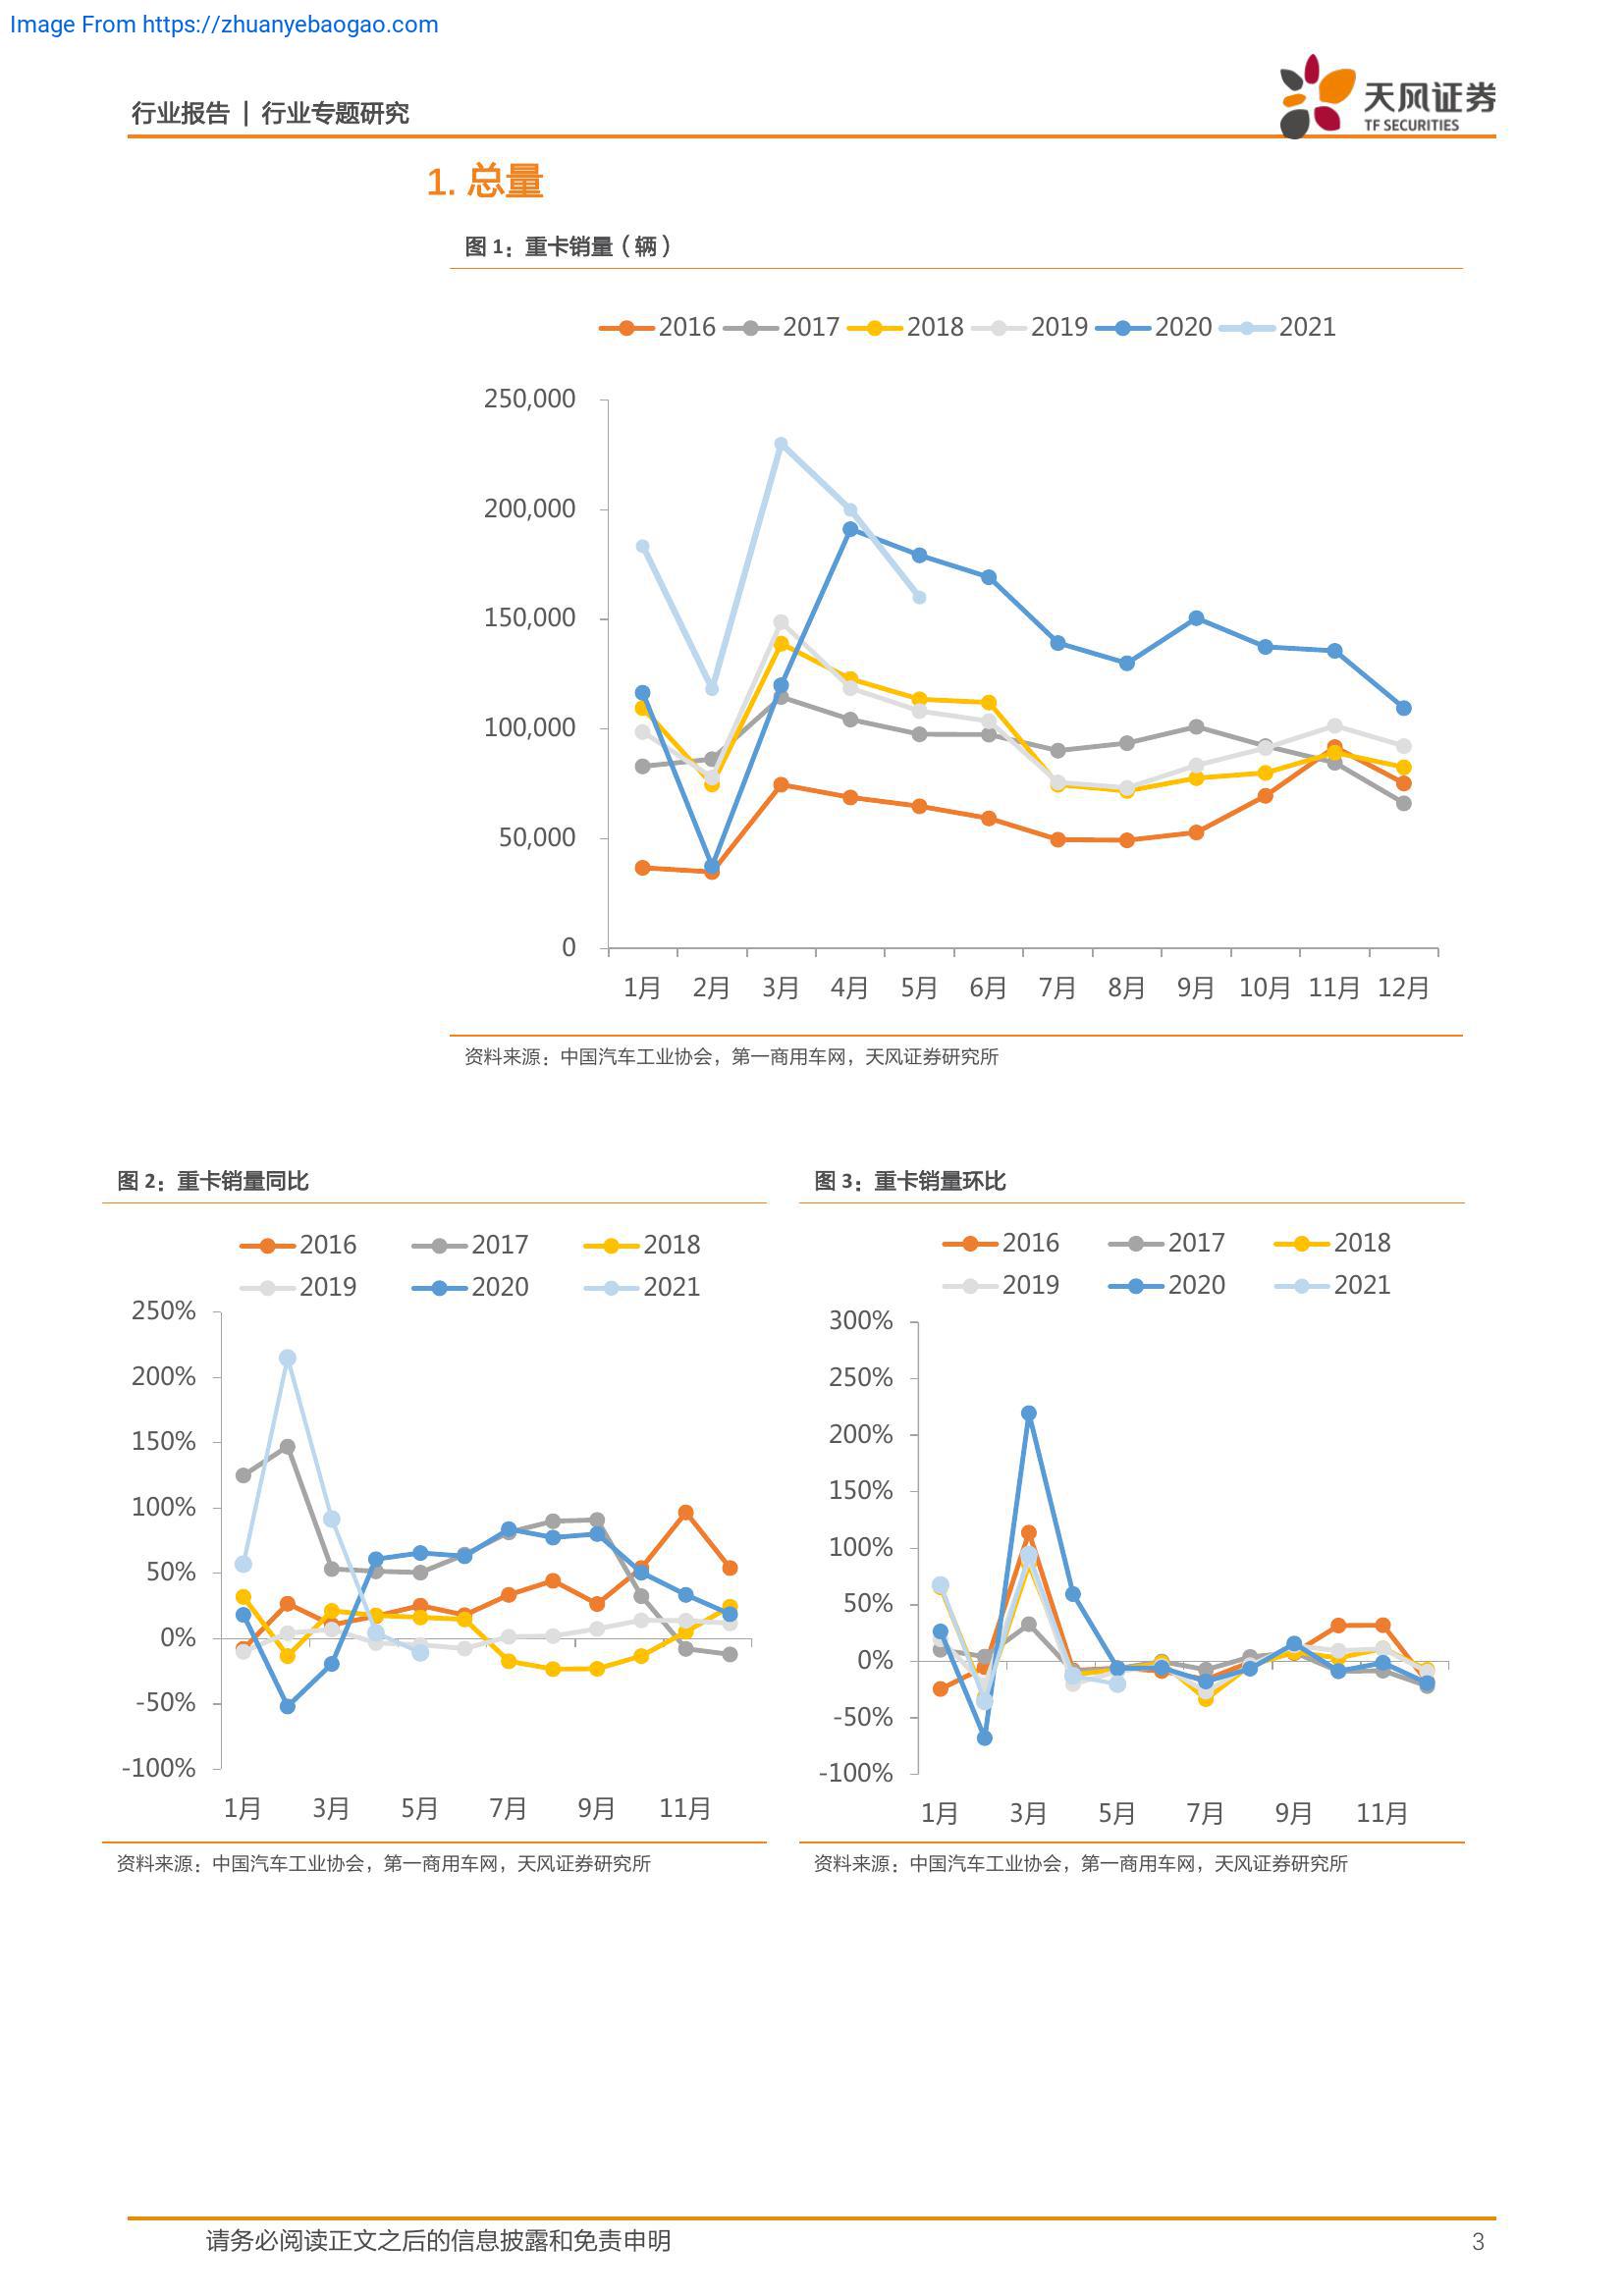 Image From https://zhuanyebaogao.com
行业报告 | 行业专题研究
天风证券
TF SECURITIES
1. 总量
图 1：重卡销量（辆）
2016 2017 2018 2019 2020 2021
250,000
200,000
150,000
100,000
50,000
0
1月 2月 3月 4月 5月 6月 7月 8月 9月 10月 11月 12月
资料来源：中国汽车工业协会，第一商用车网，天风证券研究所
图 2：重卡销量同比
2016 2017 2018
2019 2020 2021
250%
200%
150%
100%
50%
0%
-50%
-100%
1月 3月 5月 7月 9月 11月
资料来源：中国汽车工业协会，第一商用车网，天风证券研究所
图 3：重卡销量环比
2016 2017 2018
2019 2020 2021
300%
250%
200%
150%
100%
50%
0%
-50%
-100%
1月 3月 5月 7月 9月 11月
资料来源：中国汽车工业协会，第一商用车网，天风证券研究所
请务必阅读正文之后的信息披露和免责申明 3